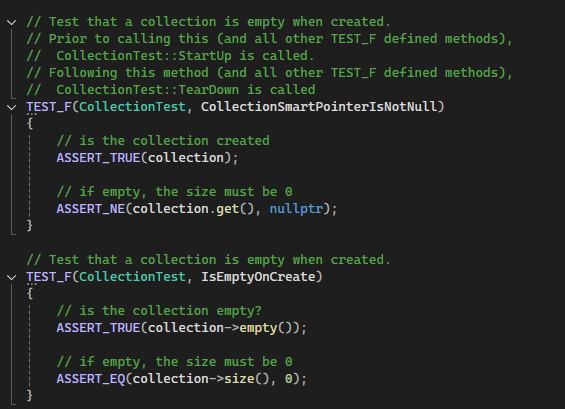 // Test that a collection is empty when created.
// Prior to calling this (and all other TEST_F defined methods),
//  CollectionTest::StartUp is called.
// Following this method (and all other TEST_F defined methods),
//  CollectionTest::TearDown is called
TEST_F(CollectionTest, CollectionSmartPointerIsNotNull)
{
    // is the collection created
    ASSERT_TRUE(collection);

    // if empty, the size must be 0
    ASSERT_NE(collection.get(), nullptr);
}

// Test that a collection is empty when created.
TEST_F(CollectionTest, IsEmptyOnCreate)
{
    // is the collection empty?
    ASSERT_TRUE(collection->empty());

    // if empty, the size must be 0
    ASSERT_EQ(collection->size(), 0);
}